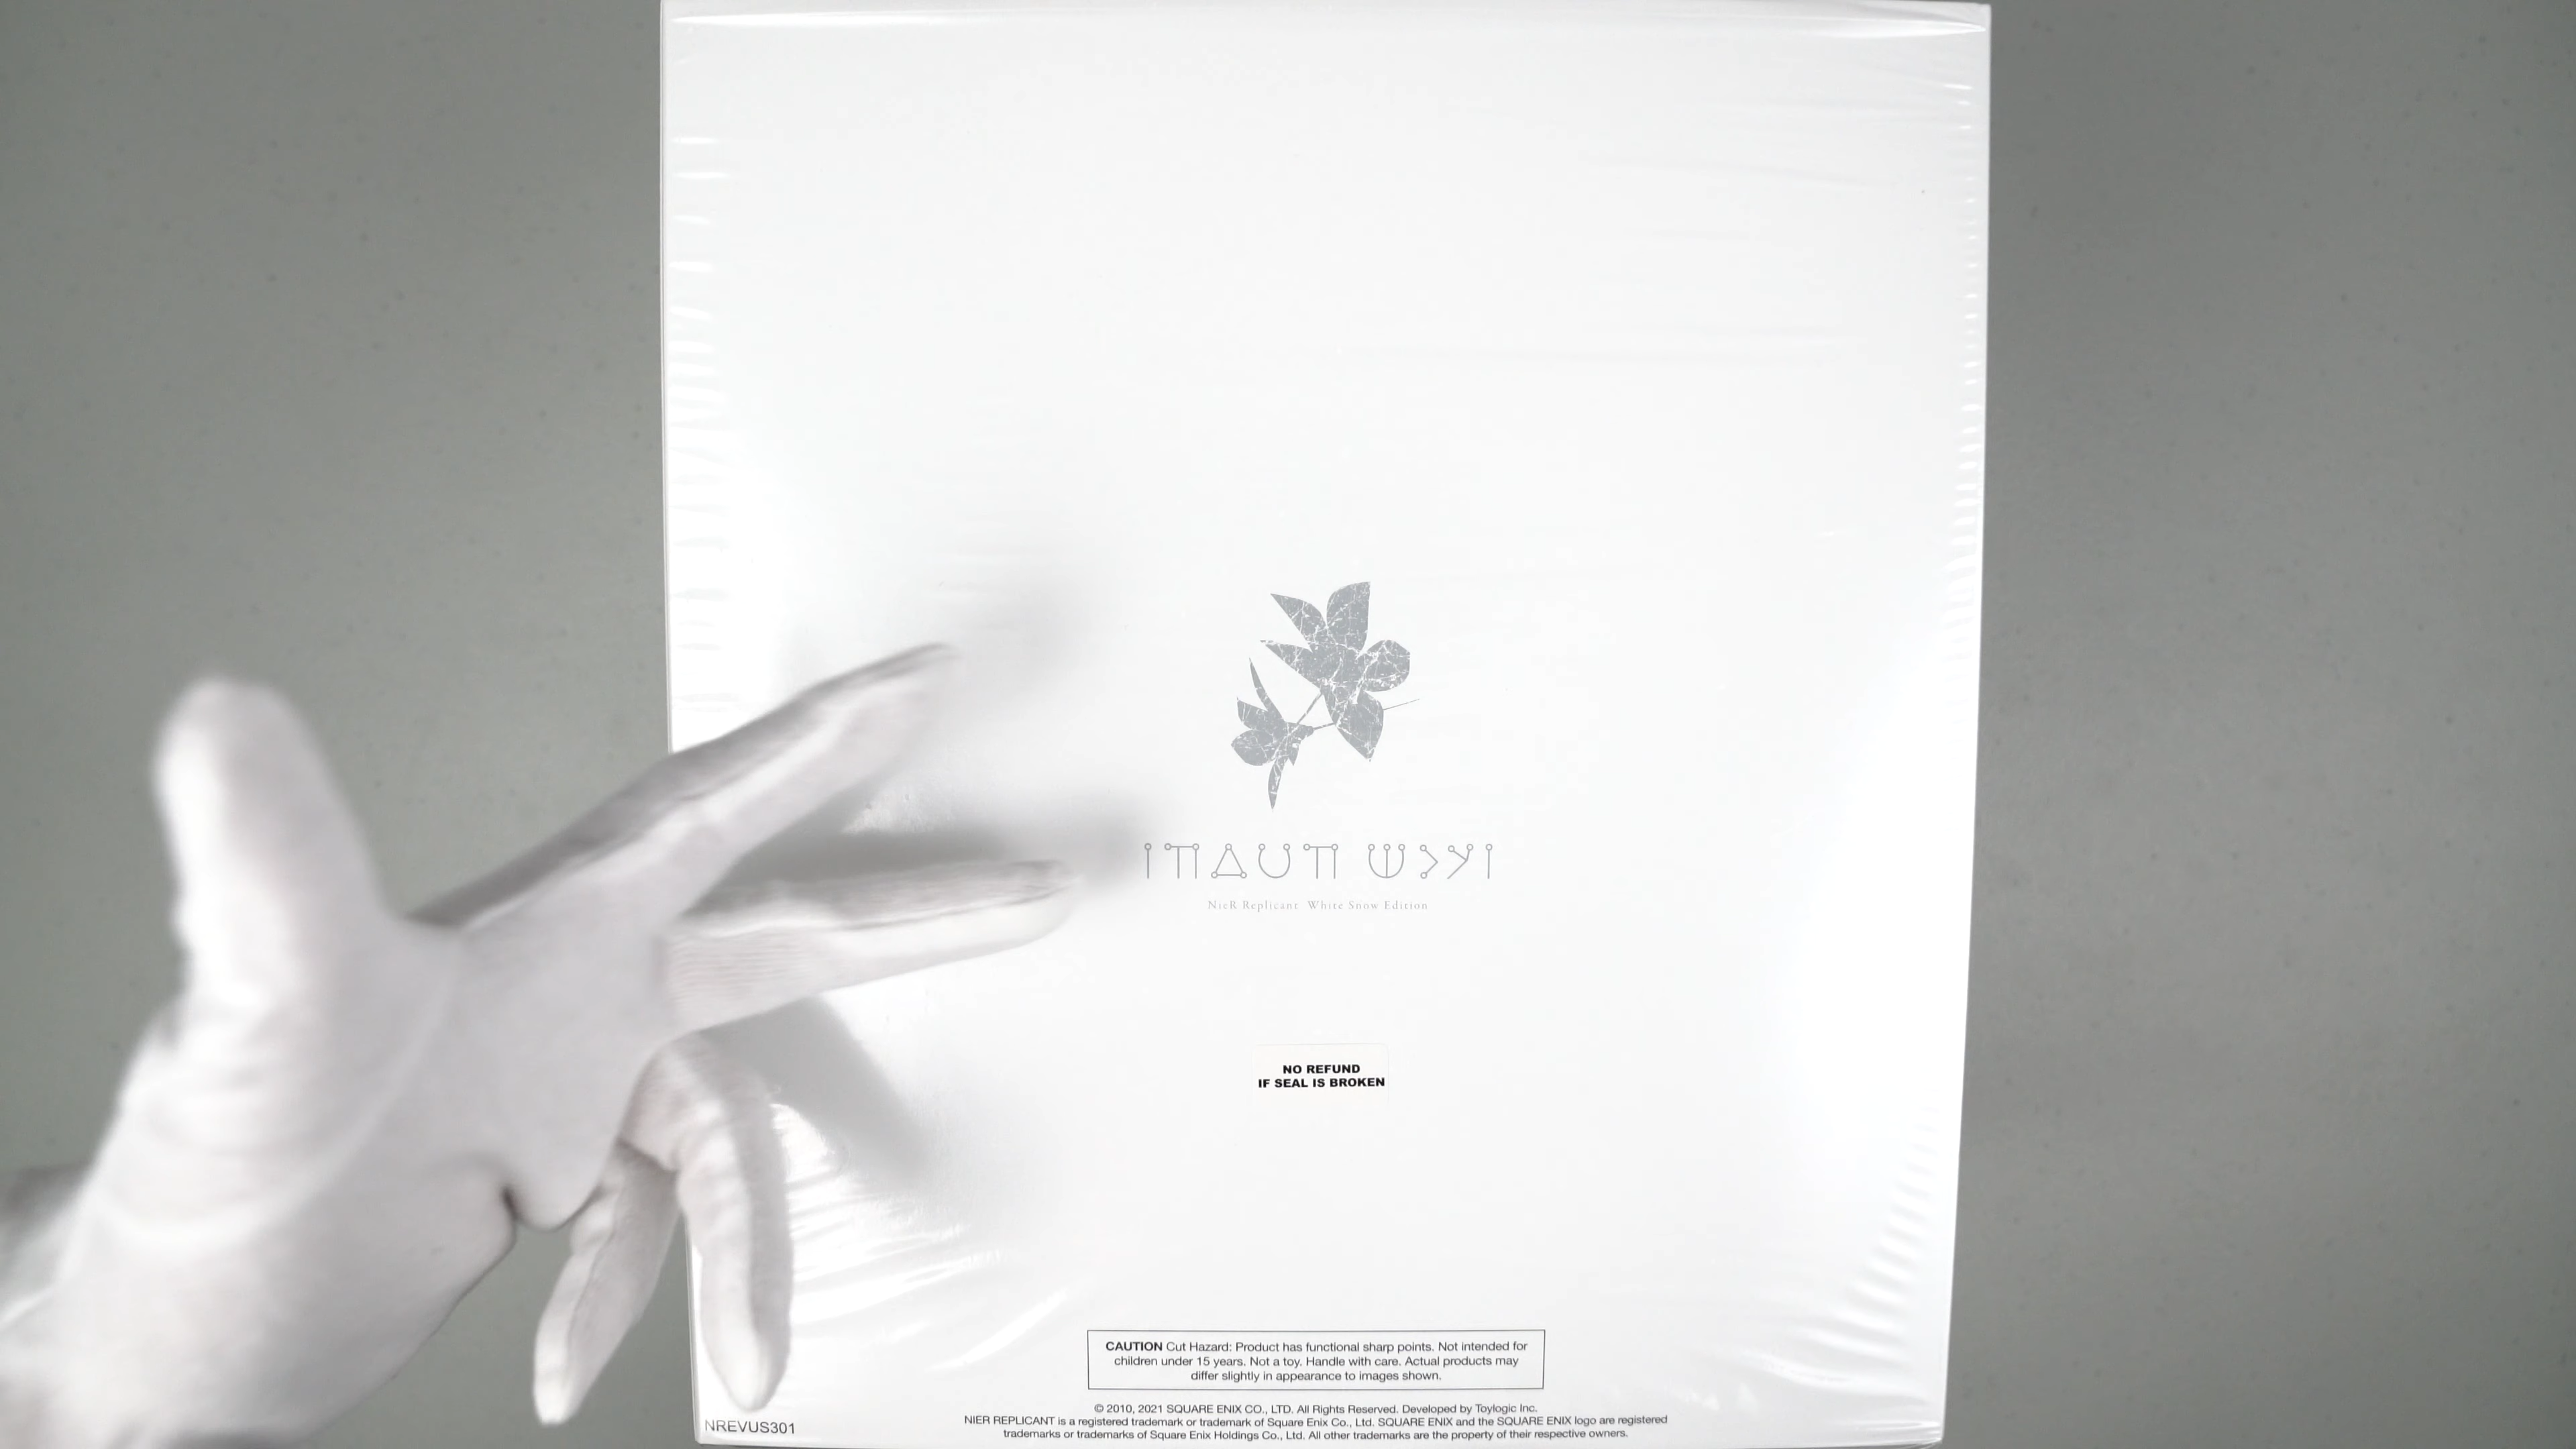 NieR Replicant White Snow Edition
NO REFUND
IF SEAL IS BROKEN
CAUTION Cut Hazard: Product has functional sharp points. Not intended for
children under 15 years. Not a toy. Handle with care. Actual products may
differ slightly in appearance to images shown.
© 2010, 2021 SQUARE ENIX CO., LTD. All Rights Reserved. Developed by Toylogic Inc.
NIER REPLICANT is a registered trademark or trademark of Square Enix Co., Ltd. SQUARE ENIX and the SQUARE ENIX logo are registered
trademarks or trademarks of Square Enix Holdings Co., Ltd. All other trademarks are the property of their respective owners.
NREVUS301